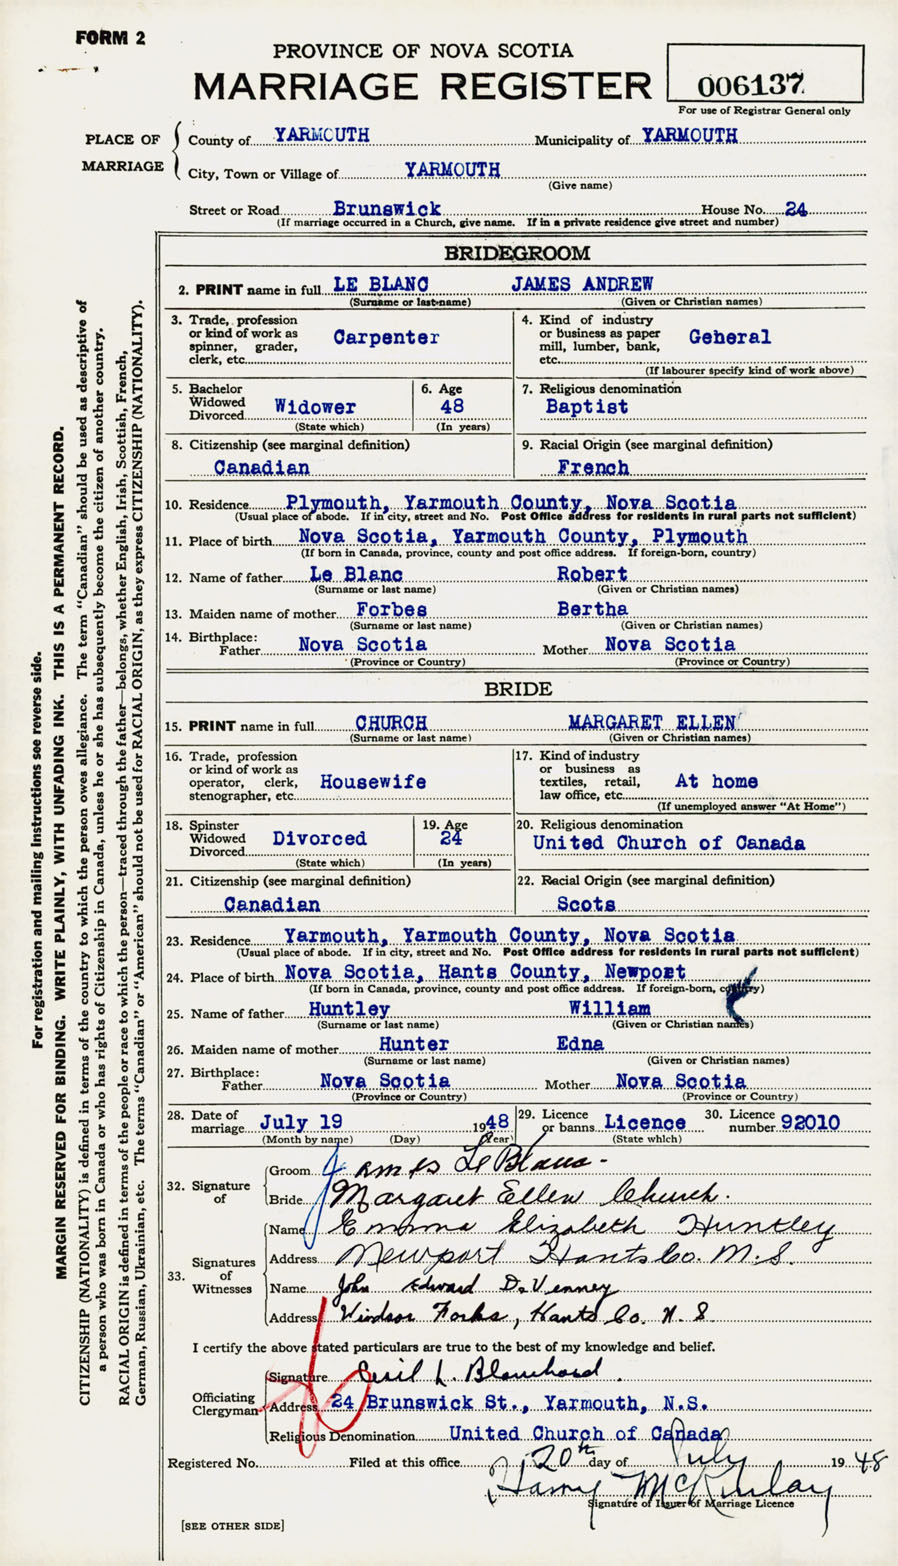 FORM 2
PROVINCE OF NOVA SCOTIA
MARRIAGE REGISTER
006137
For use of Registrar General only
PLACE OF MARRIAGE
County of YARMOUTH Municipality of YARMOUTH
City, Town or Village of YARMOUTH
(Give name)
Street or Road Brunswick House No. 24
(If marriage occurred in a Church, give name. If in a private residence give street and number)
BRIDEGROOM
2. PRINT name in full LE BLANC JAMES ANDREW
(Surname or last name) (Given or Christian names)
3. Trade, profession
or kind of work as
spinner, grader,
clerk, etc. Carpenter
4. Kind of industry
or business as paper
mill, lumber, bank,
etc. General
(If labourer specify kind of work above)
5. Bachelor
Widowed
Divorced Widower
(State which)
6. Age
48
(In years)
7. Religious denomination
Baptist
8. Citizenship (see marginal definition)
Canadian
9. Racial Origin (see marginal definition)
French
10. Residence Plymouth, Yarmouth County, Nova Scotia
(Usual place of abode. If in city, street and No. Post Office address for residents in rural parts not sufficient)
11. Place of birth Nova Scotia, Yarmouth County, Plymouth
(If born in Canada, province, county and post office address. If foreign-born, country)
12. Name of father Le Blanc Robert
(Surname or last name) (Given or Christian names)
13. Maiden name of mother Forbes Bertha
(Surname or last name) (Given or Christian names)
14. Birthplace:
Father Nova Scotia Mother Nova Scotia
(Province or Country) (Province or Country)
BRIDE
15. PRINT name in full CHURCH MARGARET ELLEN
(Surname or last name) (Given or Christian names)
16. Trade, profession
or kind of work as
operator, clerk,
stenographer, etc. Housewife
17. Kind of industry
or business as
textiles, retail,
law office, etc. At home
(If unemployed answer "At Home")
18. Spinster
Widowed
Divorced Divorced
(State which)
19. Age
24
(In years)
20. Religious denomination
United Church of Canada
21. Citizenship (see marginal definition)
Canadian
22. Racial Origin (see marginal definition)
Scots
23. Residence Yarmouth, Yarmouth County, Nova Scotia
(Usual place of abode. If in city, street and No. Post Office address for residents in rural parts not sufficient)
24. Place of birth Nova Scotia, Hants County, Newport
(If born in Canada, province, county and post office address. If foreign-born, country)
25. Name of father Huntley William
(Surname or last name) (Given or Christian names)
26. Maiden name of mother Hunter Edna
(Surname or last name) (Given or Christian names)
27. Birthplace:
Father Nova Scotia Mother Nova Scotia
(Province or Country) (Province or Country)
28. Date of
marriage July 19 1948
(Month by name) (Day) (Year)
29. Licence
or banns Licence
(State which)
30. Licence
number 92010
32. Signature of
Groom James LeBlanc
Bride Margaret Ellen Church.
33. Signatures of Witnesses
Name Emma Elizabeth Huntley
Address Newport Hants Co. N.S.
Name John Edward D. Venney
Address Windsor Forks, Hants Co. N.S.
I certify the above stated particulars are true to the best of my knowledge and belief.
Officiating Clergyman
Signature Cecil L. Blanchard.
Address 24 Brunswick St., Yarmouth, N.S.
Religious Denomination United Church of Canada
Registered No. Filed at this office 20th day of July 1948
Harry McKinlay
Signature of Issuer of Marriage Licence
[SEE OTHER SIDE]
For registration and mailing instructions see reverse side.
MARGIN RESERVED FOR BINDING. WRITE PLAINLY, WITH UNFADING INK. THIS IS A PERMANENT RECORD.
CITIZENSHIP (NATIONALITY) is defined in terms of the country to which the person owes allegiance. The term "Canadian" should be used as descriptive of
a person who was born in Canada or who has rights of Citizenship in Canada, unless he or she has subsequently become the citizen of another country.
RACIAL ORIGIN is defined in terms of the people or race to which the person—traced through the father—belongs, whether English, Irish, Scottish, French,
German, Russian, Ukrainian, etc. The terms "Canadian" or "American" should not be used for RACIAL ORIGIN, as they express CITIZENSHIP (NATIONALITY).